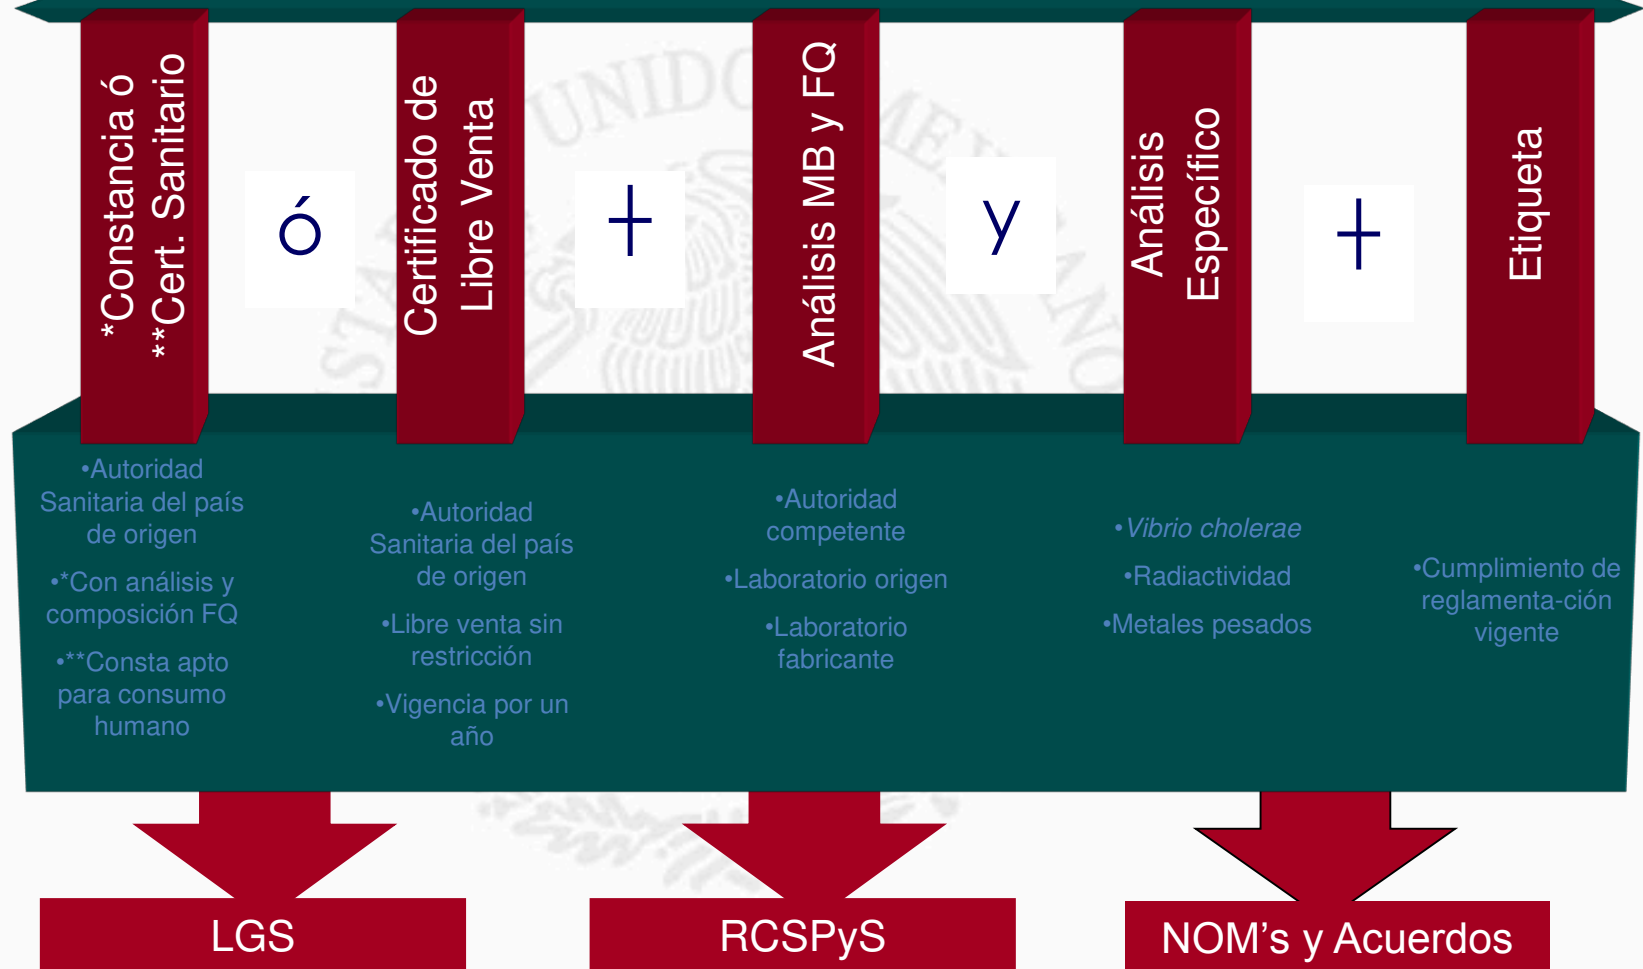 *Constancia ó
**Cert. Sanitario
ó
Certificado de
Libre Venta
+
Análisis MB y FQ
y
Análisis
Específico
+
Etiqueta
•Autoridad
Sanitaria del país
de origen
•*Con análisis y
composición FQ
•**Consta apto
para consumo
humano
•Autoridad
Sanitaria del país
de origen
•Libre venta sin
restricción
•Vigencia por un
año
•Autoridad
competente
•Laboratorio origen
•Laboratorio
fabricante
•Vibrio cholerae
•Radiactividad
•Metales pesados
•Cumplimiento de
reglamenta-ción
vigente
LGS
RCSPyS
NOM's y Acuerdos